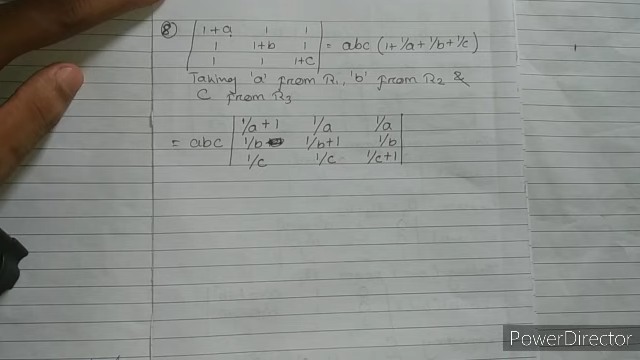 8 | 1+a 1 1 |
| 1 1+b 1 | = abc (1+1/a+1/b+1/c)
| 1 1 1+c |
Taking 'a' from R1, 'b' from R2 &
C from R3
| 1/a+1 1/a 1/a |
= abc | 1/b 1/b+1 1/b |
| 1/c 1/c 1/c+1 |
PowerDirector